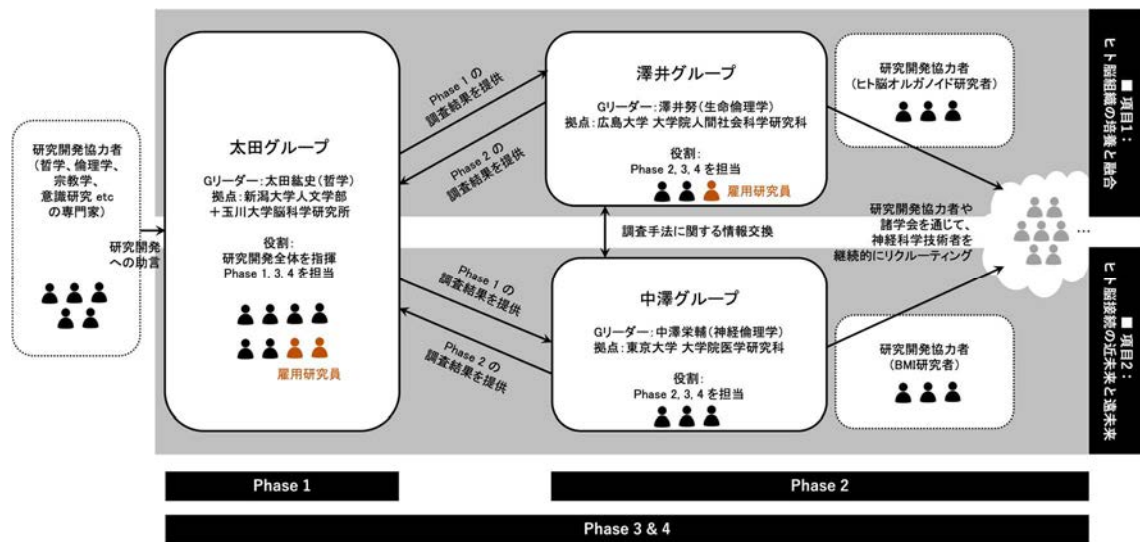 研究開発協力者
(哲学、倫理学、
宗教学、
意識研究 etc
の専門家)
研究開発
への助言
太田グループ
Gリーダー:太田紘史(哲学)
拠点:新潟大学人文学部
＋玉川大学脳科学研究所
役割:
研究開発全体を指揮
Phase 1, 3, 4 を担当
雇用研究員
Phase 1 の
調査結果を提供
Phase 2 の
調査結果を提供
Phase 1 の
調査結果を提供
Phase 2 の
調査結果を提供
澤井グループ
Gリーダー:澤井努(生命倫理学)
拠点:広島大学 大学院人間社会科学研究科
役割:
Phase 2, 3, 4 を担当
雇用研究員
調査手法に関する情報交換
中澤グループ
Gリーダー:中澤栄輔(神経倫理学)
拠点:東京大学 大学院医学研究科
役割:
Phase 2, 3, 4 を担当
研究開発協力者
(ヒト脳オルガノイド研究者)
研究開発協力者や
諸学会を通じて、
神経科学技術者を
継続的にリクルーティング
…
研究開発協力者
(BMI研究者)
■ 項目1:
ヒト脳組織の培養と融合
■ 項目2:
ヒト脳接続の近未来と遠未来
Phase 1
Phase 2
Phase 3 & 4